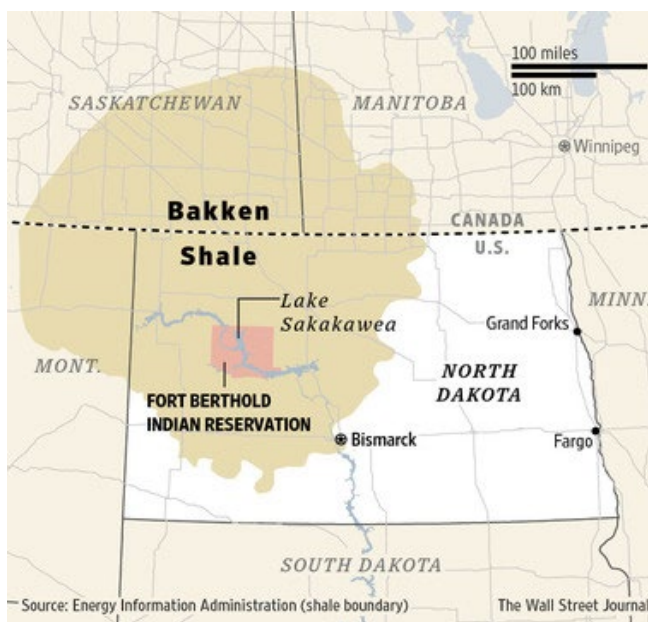 100 miles
100 km
SASKATCHEWAN
MANITOBA
Winnipeg
Bakken
CANADA
U.S.
Shale
Lake
Sakakawea
MINN.
Grand Forks
MONT.
NORTH
DAKOTA
FORT BERTHOLD
INDIAN RESERVATION
Bismarck
Fargo
SOUTH DAKOTA
Source: Energy Information Administration (shale boundary)
The Wall Street Journal